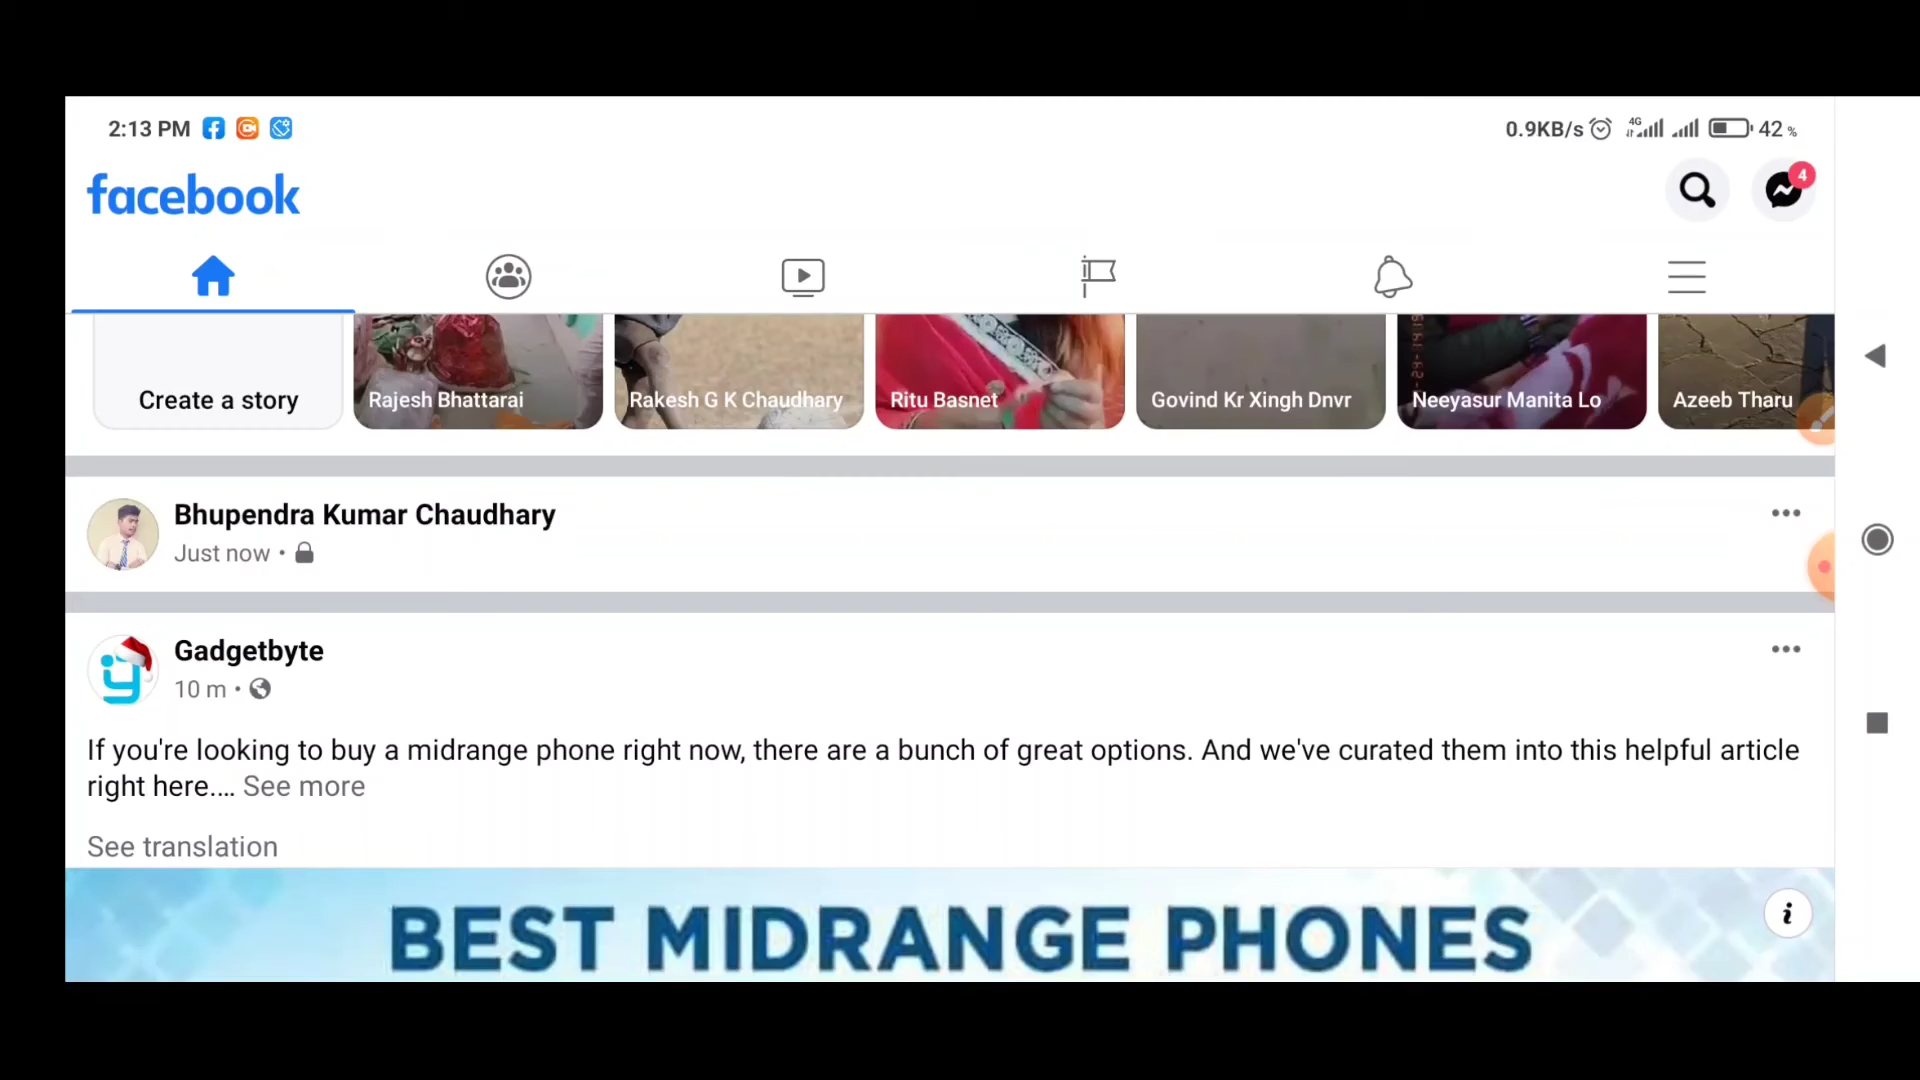 2:13 PM
0.9KB/s 4G 42 %
facebook
4
Create a story
Rajesh Bhattarai
Rakesh G K Chaudhary
Ritu Basnet
Govind Kr Xingh Dnvr
Neeyasur Manita Lo
Azeeb Tharu
Bhupendra Kumar Chaudhary
Just now •
Gadgetbyte
10 m •
If you're looking to buy a midrange phone right now, there are a bunch of great options. And we've curated them into this helpful article
right here.... See more
See translation
BEST MIDRANGE PHONES